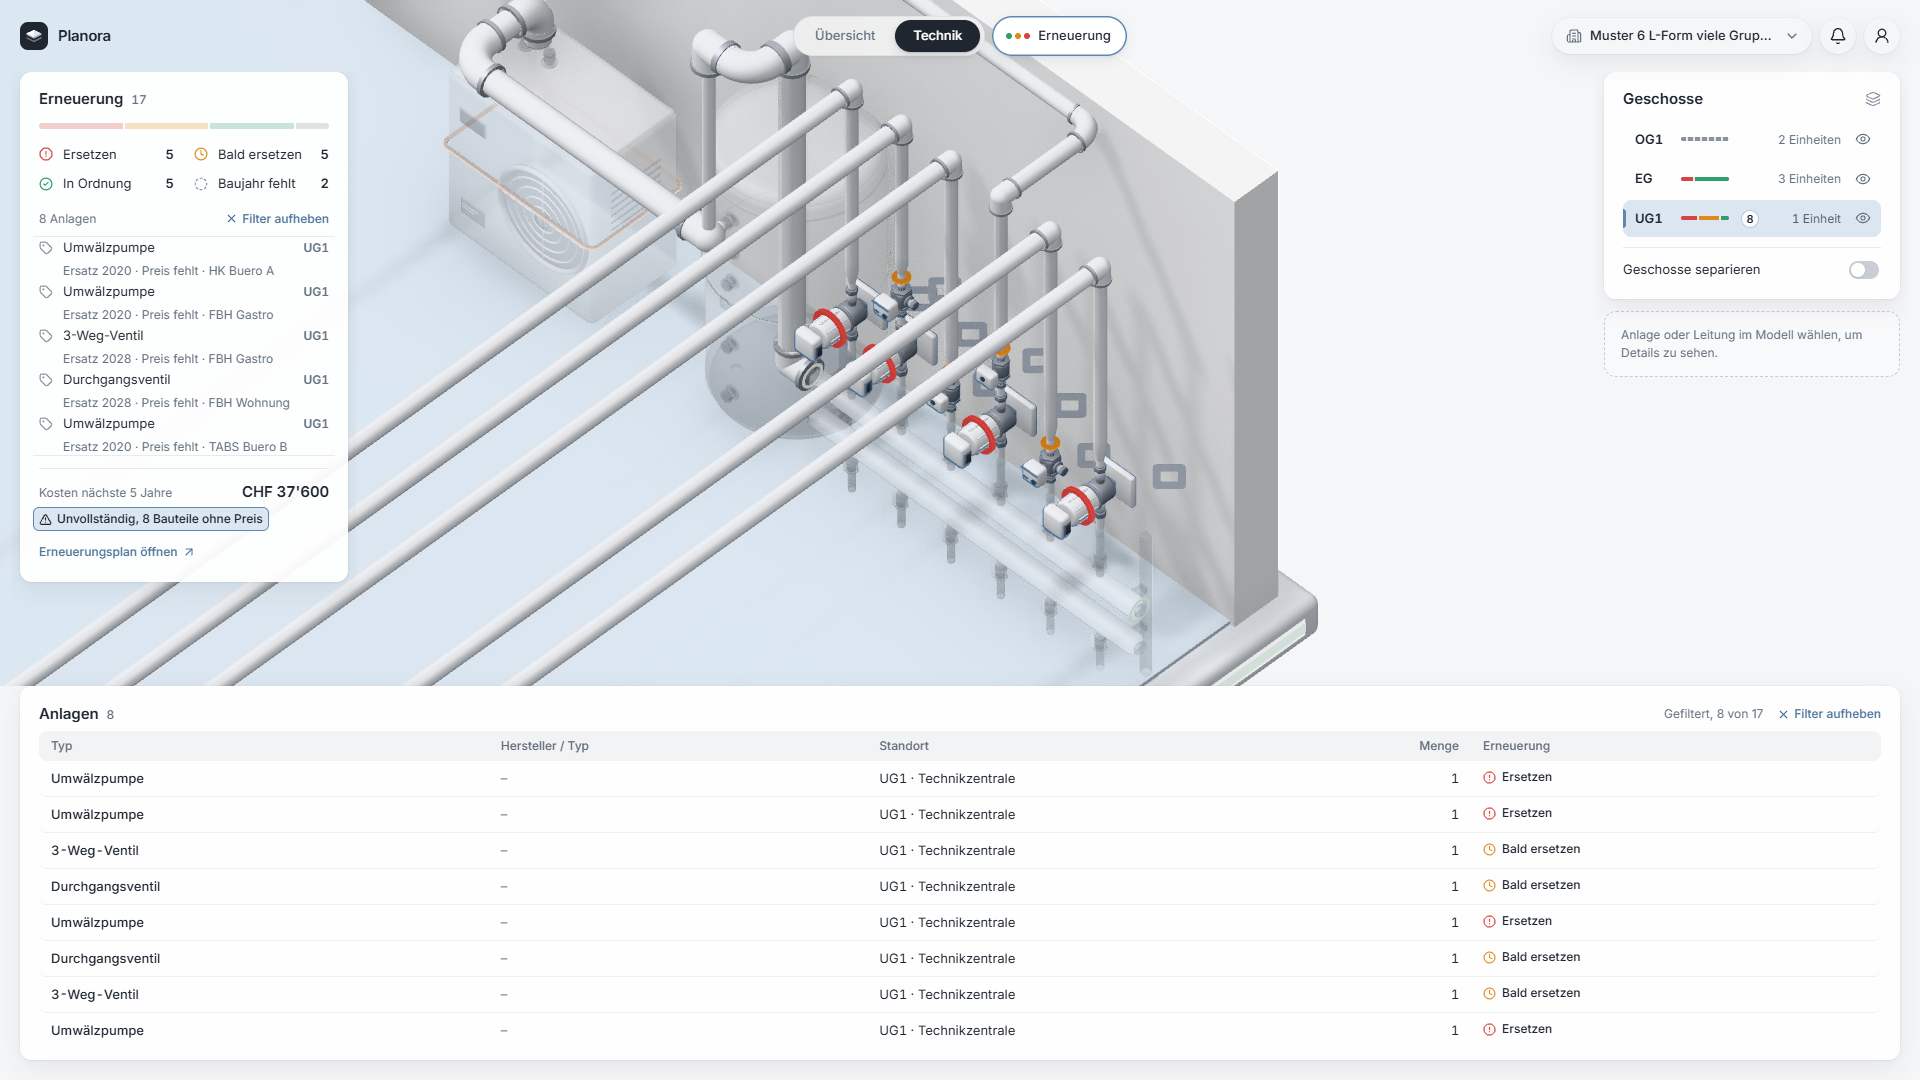 Planora
Übersicht
Technik
Erneuerung
Muster 6 L-Form viele Grup...
Erneuerung 17
Ersetzen 5
Bald ersetzen 5
In Ordnung 5
Baujahr fehlt 2
8 Anlagen
Filter aufheben
Umwälzpumpe UG1
Ersatz 2020 · Preis fehlt · HK Buero A
Umwälzpumpe UG1
Ersatz 2020 · Preis fehlt · FBH Gastro
3-Weg-Ventil UG1
Ersatz 2028 · Preis fehlt · FBH Gastro
Durchgangsventil UG1
Ersatz 2028 · Preis fehlt · FBH Wohnung
Umwälzpumpe UG1
Ersatz 2020 · Preis fehlt · TABS Buero B
Kosten nächste 5 Jahre CHF 37'600
Unvollständig, 8 Bauteile ohne Preis
Erneuerungsplan öffnen
Geschosse
OG1 2 Einheiten
EG 3 Einheiten
UG1 8 1 Einheit
Geschosse separieren
Anlage oder Leitung im Modell wählen, um
Details zu sehen.
Anlagen 8
Gefiltert, 8 von 17
Filter aufheben
Typ Hersteller / Typ Standort Menge Erneuerung
Umwälzpumpe – UG1 · Technikzentrale 1 Ersetzen
Umwälzpumpe – UG1 · Technikzentrale 1 Ersetzen
3-Weg-Ventil – UG1 · Technikzentrale 1 Bald ersetzen
Durchgangsventil – UG1 · Technikzentrale 1 Bald ersetzen
Umwälzpumpe – UG1 · Technikzentrale 1 Ersetzen
Durchgangsventil – UG1 · Technikzentrale 1 Bald ersetzen
3-Weg-Ventil – UG1 · Technikzentrale 1 Bald ersetzen
Umwälzpumpe – UG1 · Technikzentrale 1 Ersetzen